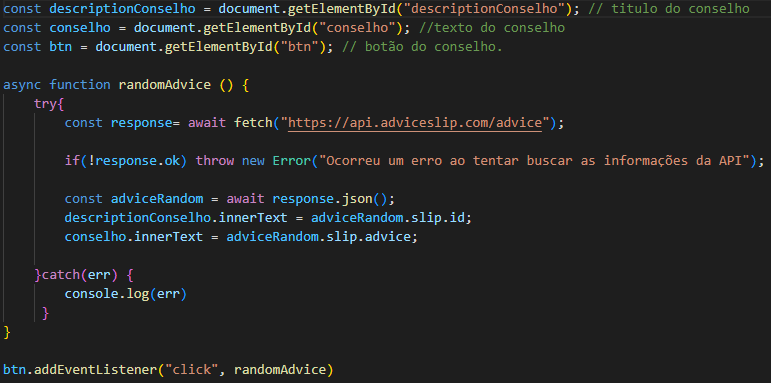 const descriptionConselho = document.getElementById("descriptionConselho"); // titulo do conselho
const conselho = document.getElementById("conselho"); //texto do conselho
const btn = document.getElementById("btn"); // botão do conselho.
async function randomAdvice () {
try{
const response= await fetch("https://api.adviceslip.com/advice");
if(!response.ok) throw new Error("Ocorreu um erro ao tentar buscar as informações da API");
const adviceRandom = await response.json();
descriptionConselho.innerText = adviceRandom.slip.id;
conselho.innerText = adviceRandom.slip.advice;
}catch(err) {
console.log(err)
}
}
btn.addEventListener("click", randomAdvice)